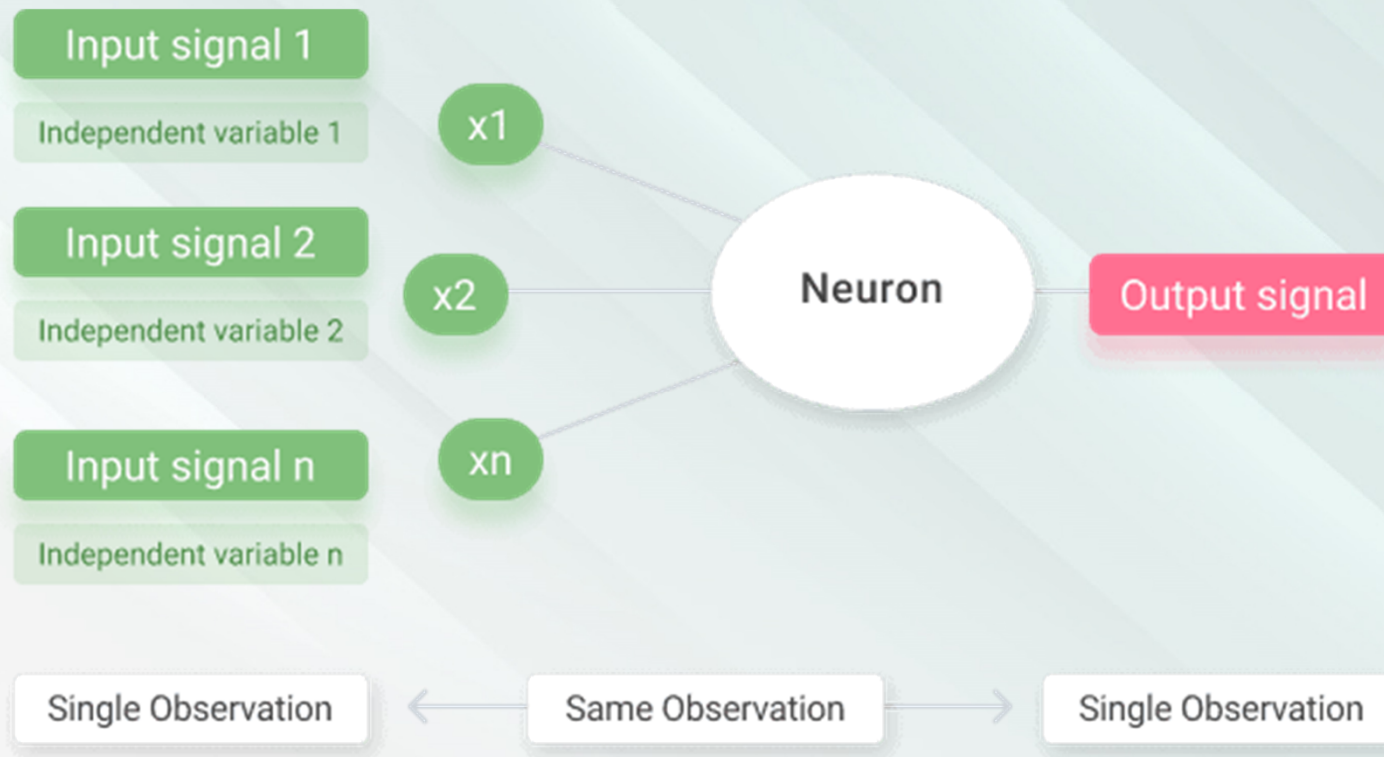 Input signal 1
Independent variable 1
x1
Input signal 2
Independent variable 2
x2
Neuron
Output signal
Input signal n
Independent variable n
xn
Single Observation
Same Observation
Single Observation